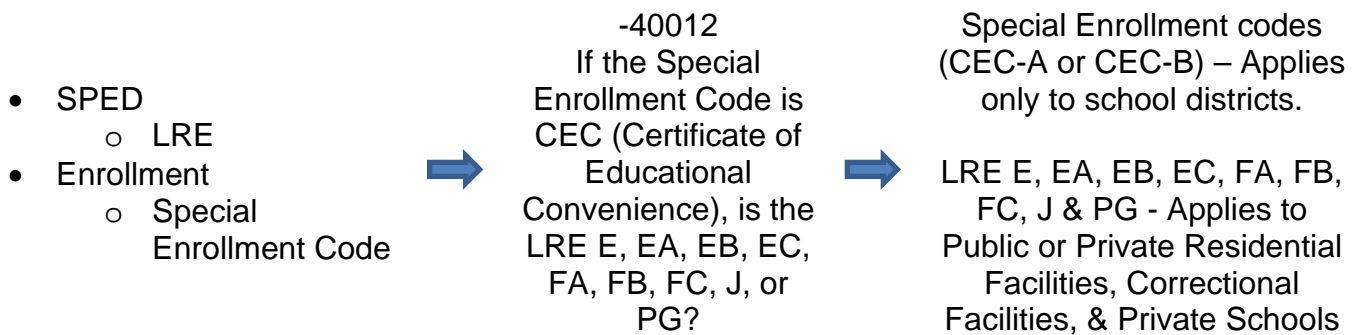 • SPED
o LRE
• Enrollment
o Special
Enrollment Code
-40012
If the Special
Enrollment Code is
CEC (Certificate of
Educational
Convenience), is the
LRE E, EA, EB, EC,
FA, FB, FC, J, or
PG?
Special Enrollment codes
(CEC-A or CEC-B) – Applies
only to school districts.
LRE E, EA, EB, EC, FA, FB,
FC, J & PG - Applies to
Public or Private Residential
Facilities, Correctional
Facilities, & Private Schools